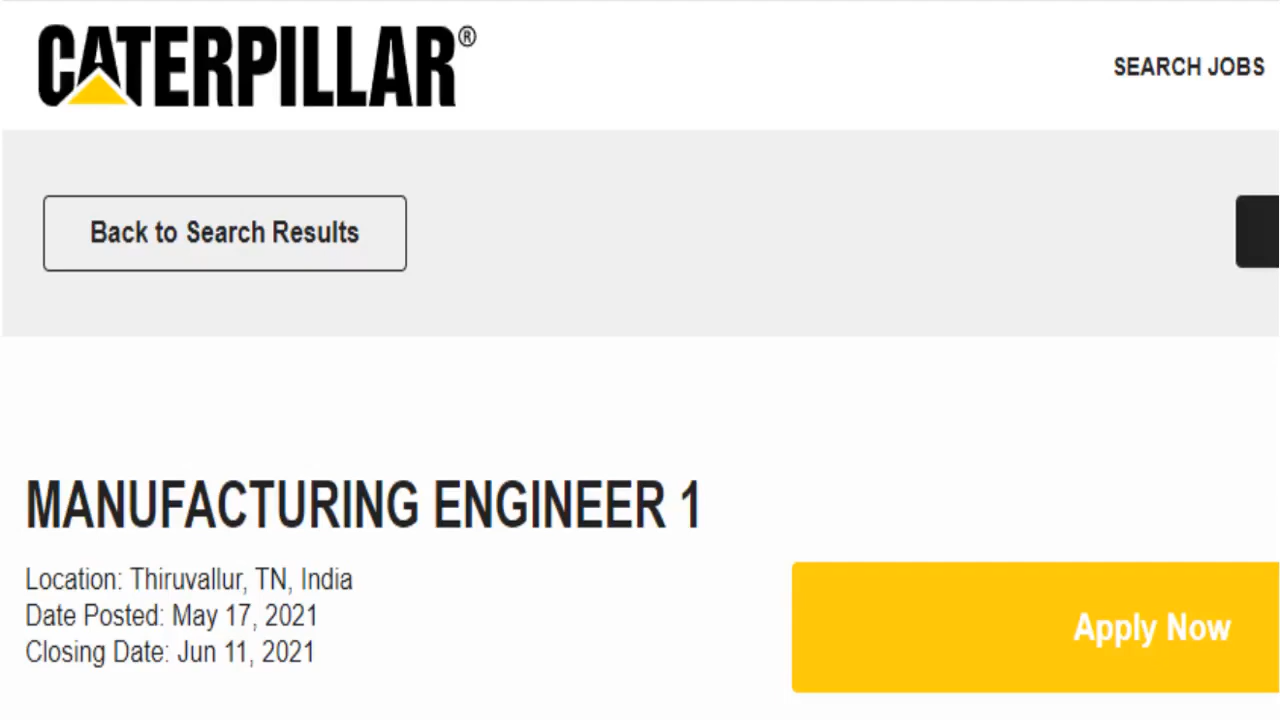 CATERPILLAR®
SEARCH JOBS
Back to Search Results
MANUFACTURING ENGINEER 1
Location: Thiruvallur, TN, India
Date Posted: May 17, 2021
Closing Date: Jun 11, 2021
Apply Now